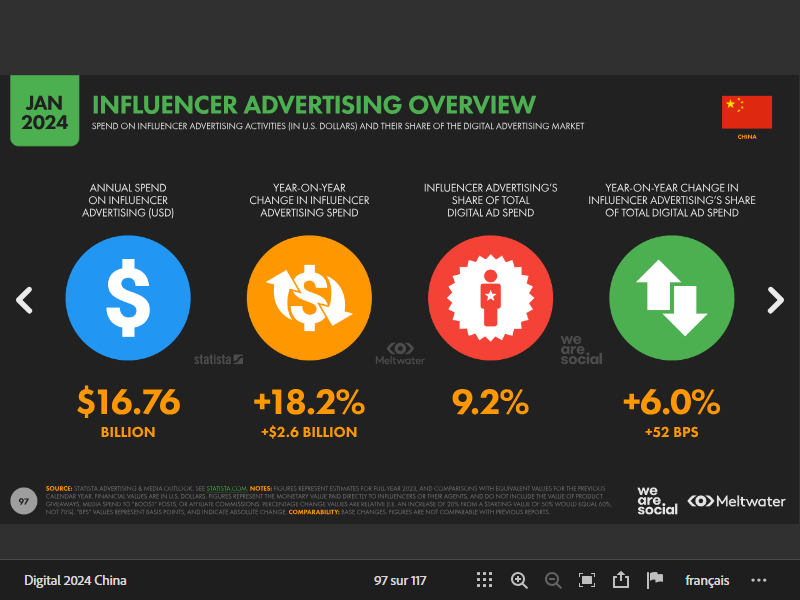 JAN
2024
INFLUENCER ADVERTISING OVERVIEW
SPEND ON INFLUENCER ADVERTISING ACTIVITIES (IN U.S. DOLLARS) AND THEIR SHARE OF THE DIGITAL ADVERTISING MARKET
CHINA
ANNUAL SPEND
ON INFLUENCER
ADVERTISING (USD)
YEAR-ON-YEAR
CHANGE IN INFLUENCER
ADVERTISING SPEND
INFLUENCER ADVERTISING'S
SHARE OF TOTAL
DIGITAL AD SPEND
YEAR-ON-YEAR CHANGE IN
INFLUENCER ADVERTISING'S SHARE
OF TOTAL DIGITAL AD SPEND
$
$
statista
Meltwater
we
are.
social
$16.76
BILLION
+18.2%
+$2.6 BILLION
9.2%
+6.0%
+52 BPS
97
SOURCE: STATISTA ADVERTISING & MEDIA OUTLOOK. SEE STATISTA.COM. NOTES: FIGURES REPRESENT ESTIMATES FOR FULL-YEAR 2023, AND COMPARISONS WITH EQUIVALENT VALUES FOR THE PREVIOUS
CALENDAR YEAR. FINANCIAL VALUES ARE IN U.S. DOLLARS. FIGURES REPRESENT THE MONETARY VALUE PAID DIRECTLY TO INFLUENCERS OR THEIR AGENTS, AND DO NOT INCLUDE THE VALUE OF PRODUCT
GIVEAWAYS, MEDIA SPEND TO "BOOST" POSTS, OR AFFILIATE COMMISSIONS. PERCENTAGE CHANGE VALUES ARE RELATIVE (I.E. AN INCREASE OF 20% FROM A STARTING VALUE OF 50% WOULD EQUAL 60%,
NOT 70%). "BPS" VALUES REPRESENT BASIS POINTS, AND INDICATE ABSOLUTE CHANGE. COMPARABILITY: BASE CHANGES. FIGURES ARE NOT COMPARABLE WITH PREVIOUS REPORTS.
we
are.
social
Meltwater
Digital 2024 China
97 sur 117
français